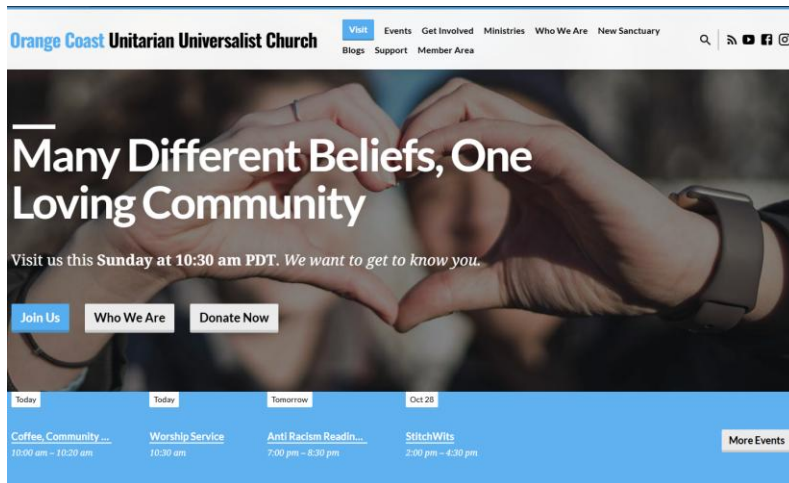 Orange Coast Unitarian Universalist Church
Visit Events Get Involved Ministries Who We Are New Sanctuary
Blogs Support Member Area
Many Different Beliefs, One
Loving Community
Visit us this Sunday at 10:30 am PDT. We want to get to know you.
Join Us Who We Are Donate Now
Today Today Tomorrow Oct 28
Coffee, Community ... Worship Service Anti Racism Readin... StitchWits
10:00 am – 10:20 am 10:30 am 7:00 pm – 8:30 pm 2:00 pm – 4:30 pm
More Events